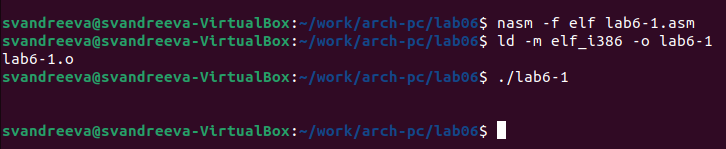 svandreeva@svandreeva-VirtualBox:~/work/arch-pc/lab06$ nasm -f elf lab6-1.asm
svandreeva@svandreeva-VirtualBox:~/work/arch-pc/lab06$ ld -m elf_i386 -o lab6-1
lab6-1.o
svandreeva@svandreeva-VirtualBox:~/work/arch-pc/lab06$ ./lab6-1
svandreeva@svandreeva-VirtualBox:~/work/arch-pc/lab06$